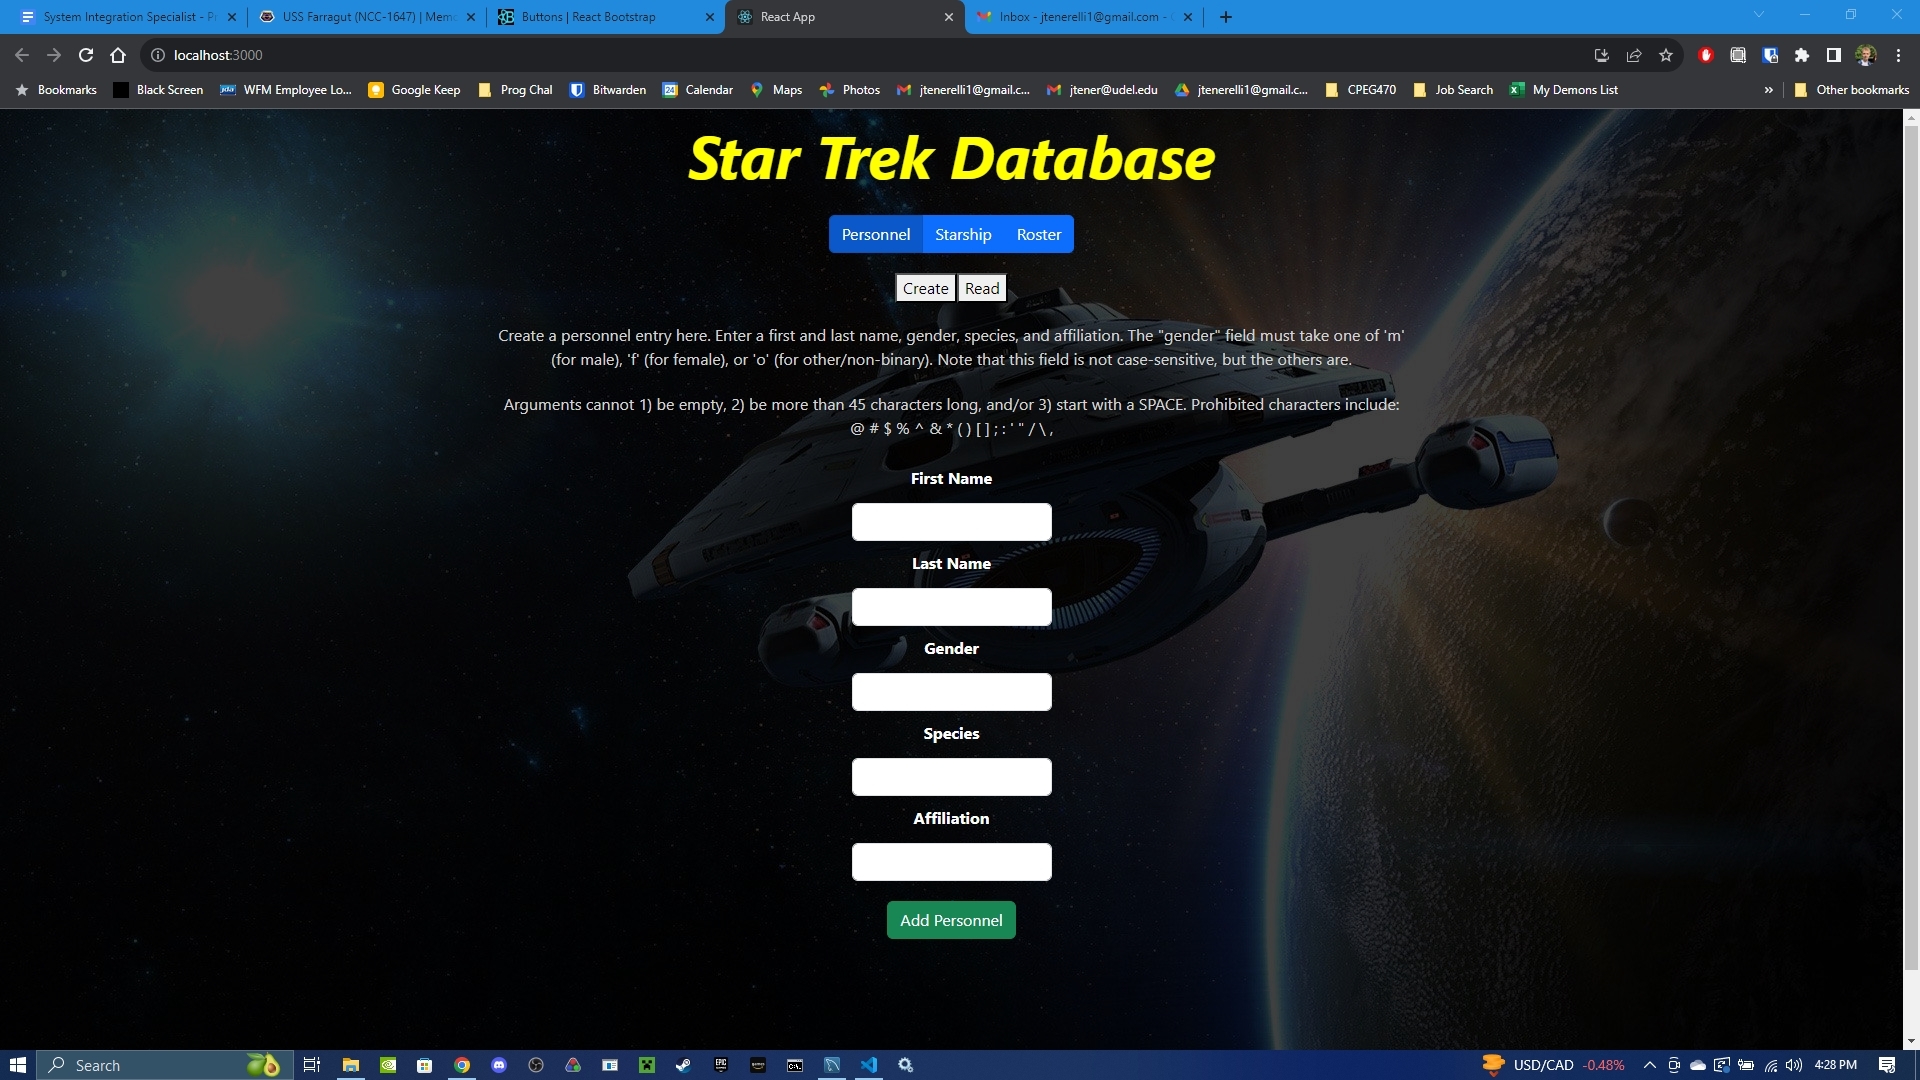 System Integration Specialist - P
USS Farragut (NCC-1647) | Memo
Buttons | React Bootstrap
React App
Inbox - jtenerelli1@gmail.com -
localhost:3000
Bookmarks
Black Screen
jda
WFM Employee Lo...
Google Keep
Prog Chal
Bitwarden
24
Calendar
Maps
Photos
jtenerelli1@gmail.c...
jtener@udel.edu
jtenerelli1@gmail.c...
CPEG470
Job Search
My Demons List
»
Other bookmarks
Star Trek Database
Personnel
Starship
Roster
Create
Read
Create a personnel entry here. Enter a first and last name, gender, species, and affiliation. The "gender" field must take one of 'm'
(for male), 'f' (for female), or 'o' (for other/non-binary). Note that this field is not case-sensitive, but the others are.
Arguments cannot 1) be empty, 2) be more than 45 characters long, and/or 3) start with a SPACE. Prohibited characters include:
@ # $ % ^ & * ( ) [ ] ; : ' " / \ ,
First Name
Last Name
Gender
Species
Affiliation
Add Personnel
Search
USD/CAD -0.48%
4:28 PM